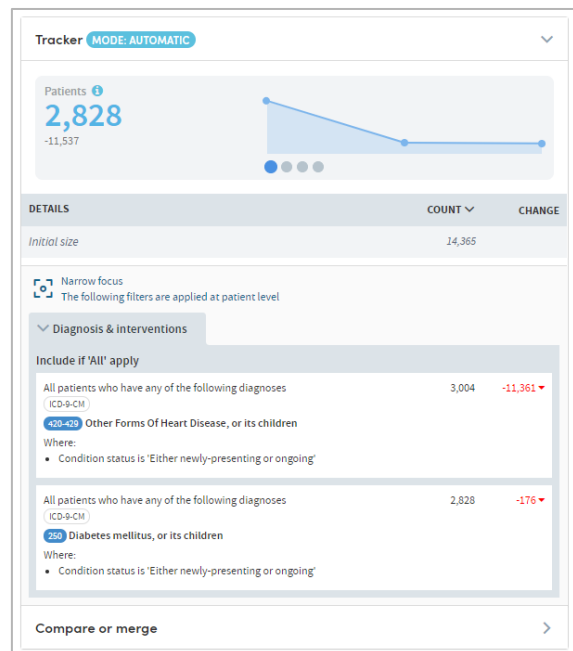 Tracker MODE: AUTOMATIC
Patients i
2,828
-11,537
DETAILS COUNT CHANGE
Initial size 14,365
Narrow focus
The following filters are applied at patient level
Diagnosis & interventions
Include if 'All' apply
All patients who have any of the following diagnoses 3,004 -11,361
ICD-9-CM
420-429 Other Forms Of Heart Disease, or its children
Where:
• Condition status is 'Either newly-presenting or ongoing'
All patients who have any of the following diagnoses 2,828 -176
ICD-9-CM
250 Diabetes mellitus, or its children
Where:
• Condition status is 'Either newly-presenting or ongoing'
Compare or merge